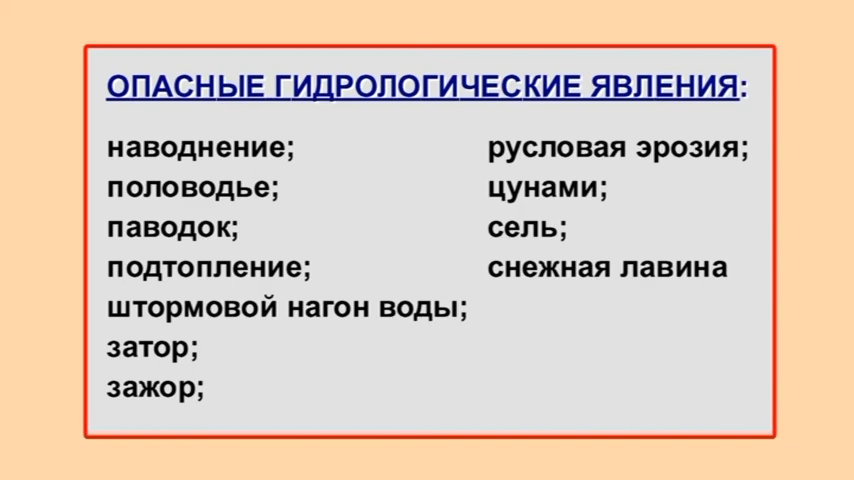 ОПАСНЫЕ ГИДРОЛОГИЧЕСКИЕ ЯВЛЕНИЯ:
наводнение;
половодье;
паводок;
подтопление;
штормовой нагон воды;
затор;
зажор;
русловая эрозия;
цунами;
сель;
снежная лавина